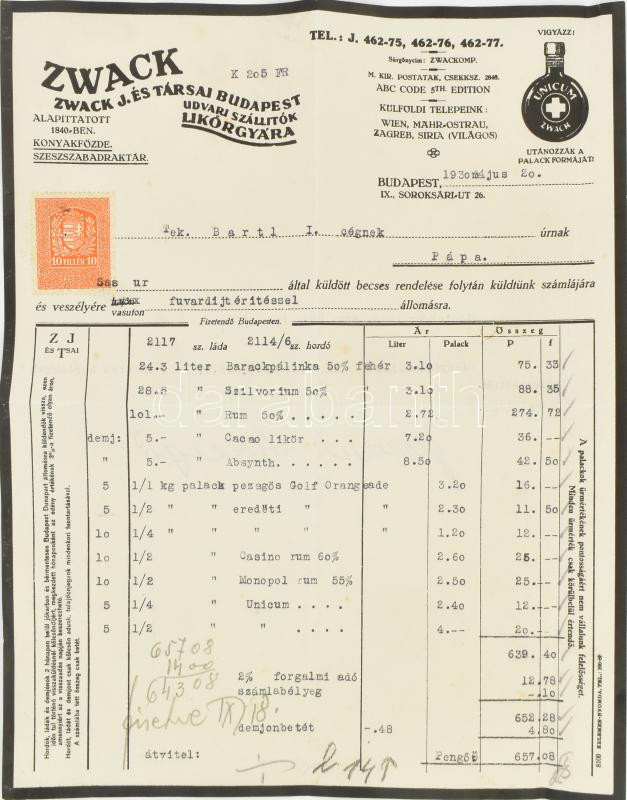 TEL.: J. 462-75, 462-76, 462-77.
VIGYÁZZ!
ZWACK
K 205 FR
ZWACK J. ÉS TÁRSAI BUDAPEST
UDVARI SZÁLLITÓK
LIKŐRGYÁRA
ALAPITTATOTT
1840-BEN.
KONYAKFŐZDE.
SZESZSZABADRAKTÁR.
Sürgönycim: ZWACKOMP.
M. KIR. POSTATAK. CSEKKSZ. 2848.
ABC CODE 5TH. EDITION
KÜLFÖLDI TELEPEINK:
WIEN, MÄHR-OSTRAU,
ZAGREB, SIRIA (VILÁGOS)
UNICUM
ZWACK
UTÁNOZZÁK A
PALACK FORMÁJÁT!
BUDAPEST, 1930 május 20.
IX., SOROKSÁRI-UT 26.
10 FILLÉR 10
Tek. Bartl I. cégnek úrnak
Pápa.
Sas ur által küldött becses rendelése folytán küldtünk számlájára
és veszélyére vasuton fuvardijtéritéssel állomásra.
Fizetendő Budapesten.
Z J
ÉS TSAI
2117 sz. láda 2114/6 sz. hordó
Ár
Liter Palack
Összeg
P f
24.3 liter Barackpálinka 50% fehér 3.10 75. 33
28.5 " Szilvorium 50% " 3.10 88. 35
101.- " Rum 50% . . . . . 2.72 274. 72
demj: 5.- " Cacao likőr . . . 7.20 36. --
" 5.- " Absynth. . . . . . 8.50 42. 50
5 1/1 kg palack pezsgős Golf Orangeade 3.20 16. --
5 1/2 " " eredeti " " 2.30 11. 50
10 1/4 " " " " 1.20 12. --
10 1/2 Casino rum 60% 2.60 26. --
10 1/2 Monopol rum 55% 2.50 25. --
5 1/4 " Unicum . . . . 2.40 12. --
5 1/2 " " . . . . 4.-- 20. --
639. 40
2% forgalmi adó 12.78
számlabélyeg -.10
652.28
demjonbetét -.48 4.80
átvitel: Pengő: 657.08
65708
1400
64308
IX/18.
A palackok ürmértékének pontosságáért nem vállalunk felelősséget.
Minden ürmérték csak körülbelül értendő.
darabanth